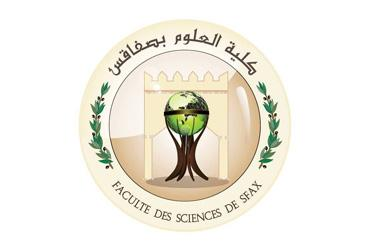 كلية العلوم بصفاقس
FACULTE DES SCIENCES DE SFAX